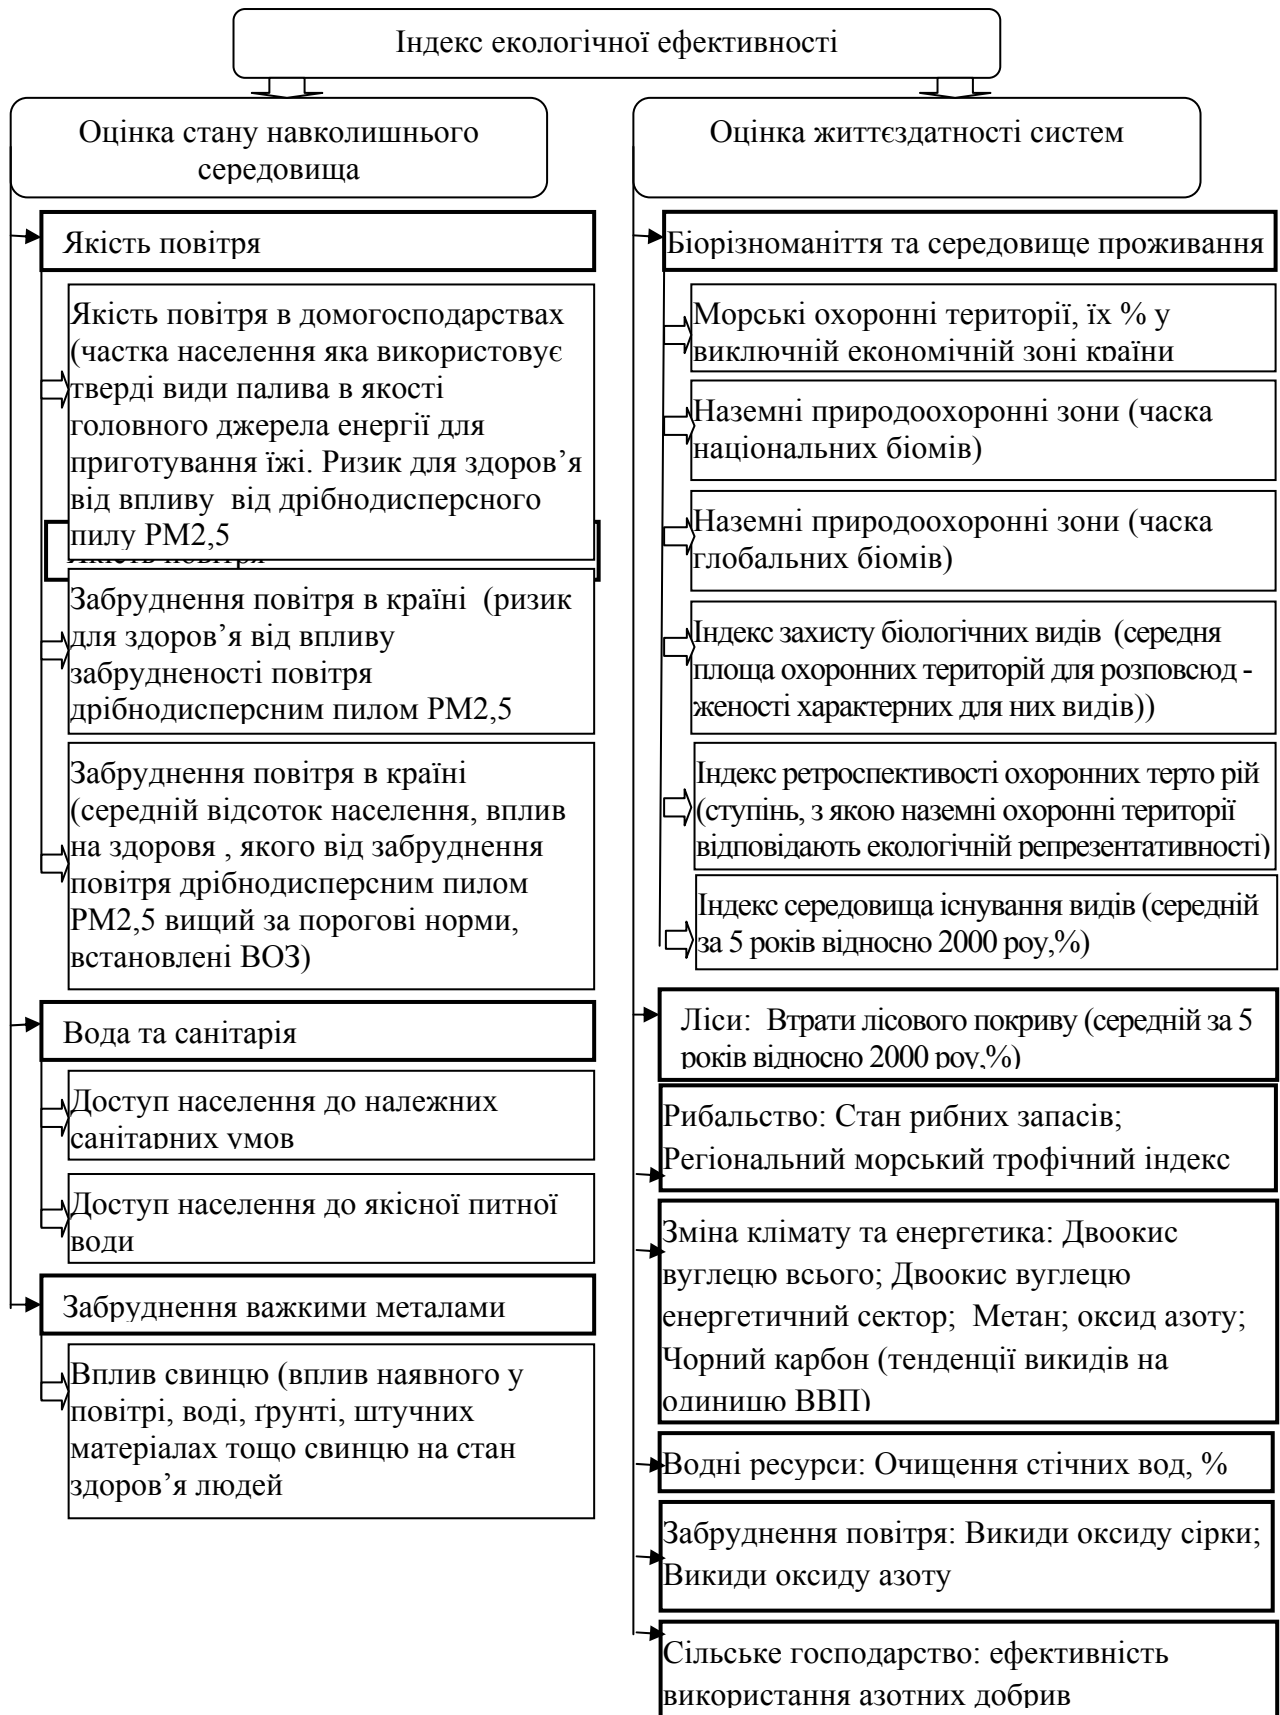 Індекс екологічної ефективності
Оцінка стану навколишнього
середовища
Якість повітря
Якість повітря в домогосподарствах
(частка населення яка використовує
тверді види палива в якості
головного джерела енергії для
приготування їжі. Ризик для здоров’я
від впливу від дрібнодисперсного
пилу РМ2,5
Якість повітря
Забруднення повітря в країні (ризик
для здоров’я від впливу
забрудненості повітря
дрібнодисперсним пилом РМ2,5
Забруднення повітря в країні
(середній відсоток населення, вплив
на здоровя , якого від забруднення
повітря дрібнодисперсним пилом
РМ2,5 вищий за порогові норми,
встановлені ВОЗ)
Вода та санітарія
Доступ населення до належних
санітарних умов
Доступ населення до якісної питної
води
Забруднення важкими металами
Вплив свинцю (вплив наявного у
повітрі, воді, ґрунті, штучних
матеріалах тощо свинцю на стан
здоров’я людей
Оцінка життєздатності систем
Біорізноманіття та середовище проживання
Морські охоронні території, їх % у
виключній економічній зоні країни
Наземні природоохоронні зони (часка
національних біомів)
Наземні природоохоронні зони (часка
глобальних біомів)
Індекс захисту біологічних видів (середня
площа охоронних територій для розповсюд -
женості характерних для них видів))
Індекс ретроспективості охоронних терто рій
(ступінь, з якою наземні охоронні території
відповідають екологічній репрезентативності)
Індекс середовища існування видів (середній
за 5 років відносно 2000 роу,%)
Ліси: Втрати лісового покриву (середній за 5
років відносно 2000 роу,%)
Рибальство: Стан рибних запасів;
Регіональний морський трофічний індекс
Зміна клімату та енергетика: Двоокис
вуглецю всього; Двоокис вуглецю
енергетичний сектор; Метан; оксид азоту;
Чорний карбон (тенденції викидів на
одиницю ВВП)
Водні ресурси: Очищення стічних вод, %
Забруднення повітря: Викиди оксиду сірки;
Викиди оксиду азоту
Сільське господарство: ефективність
використання азотних добрив